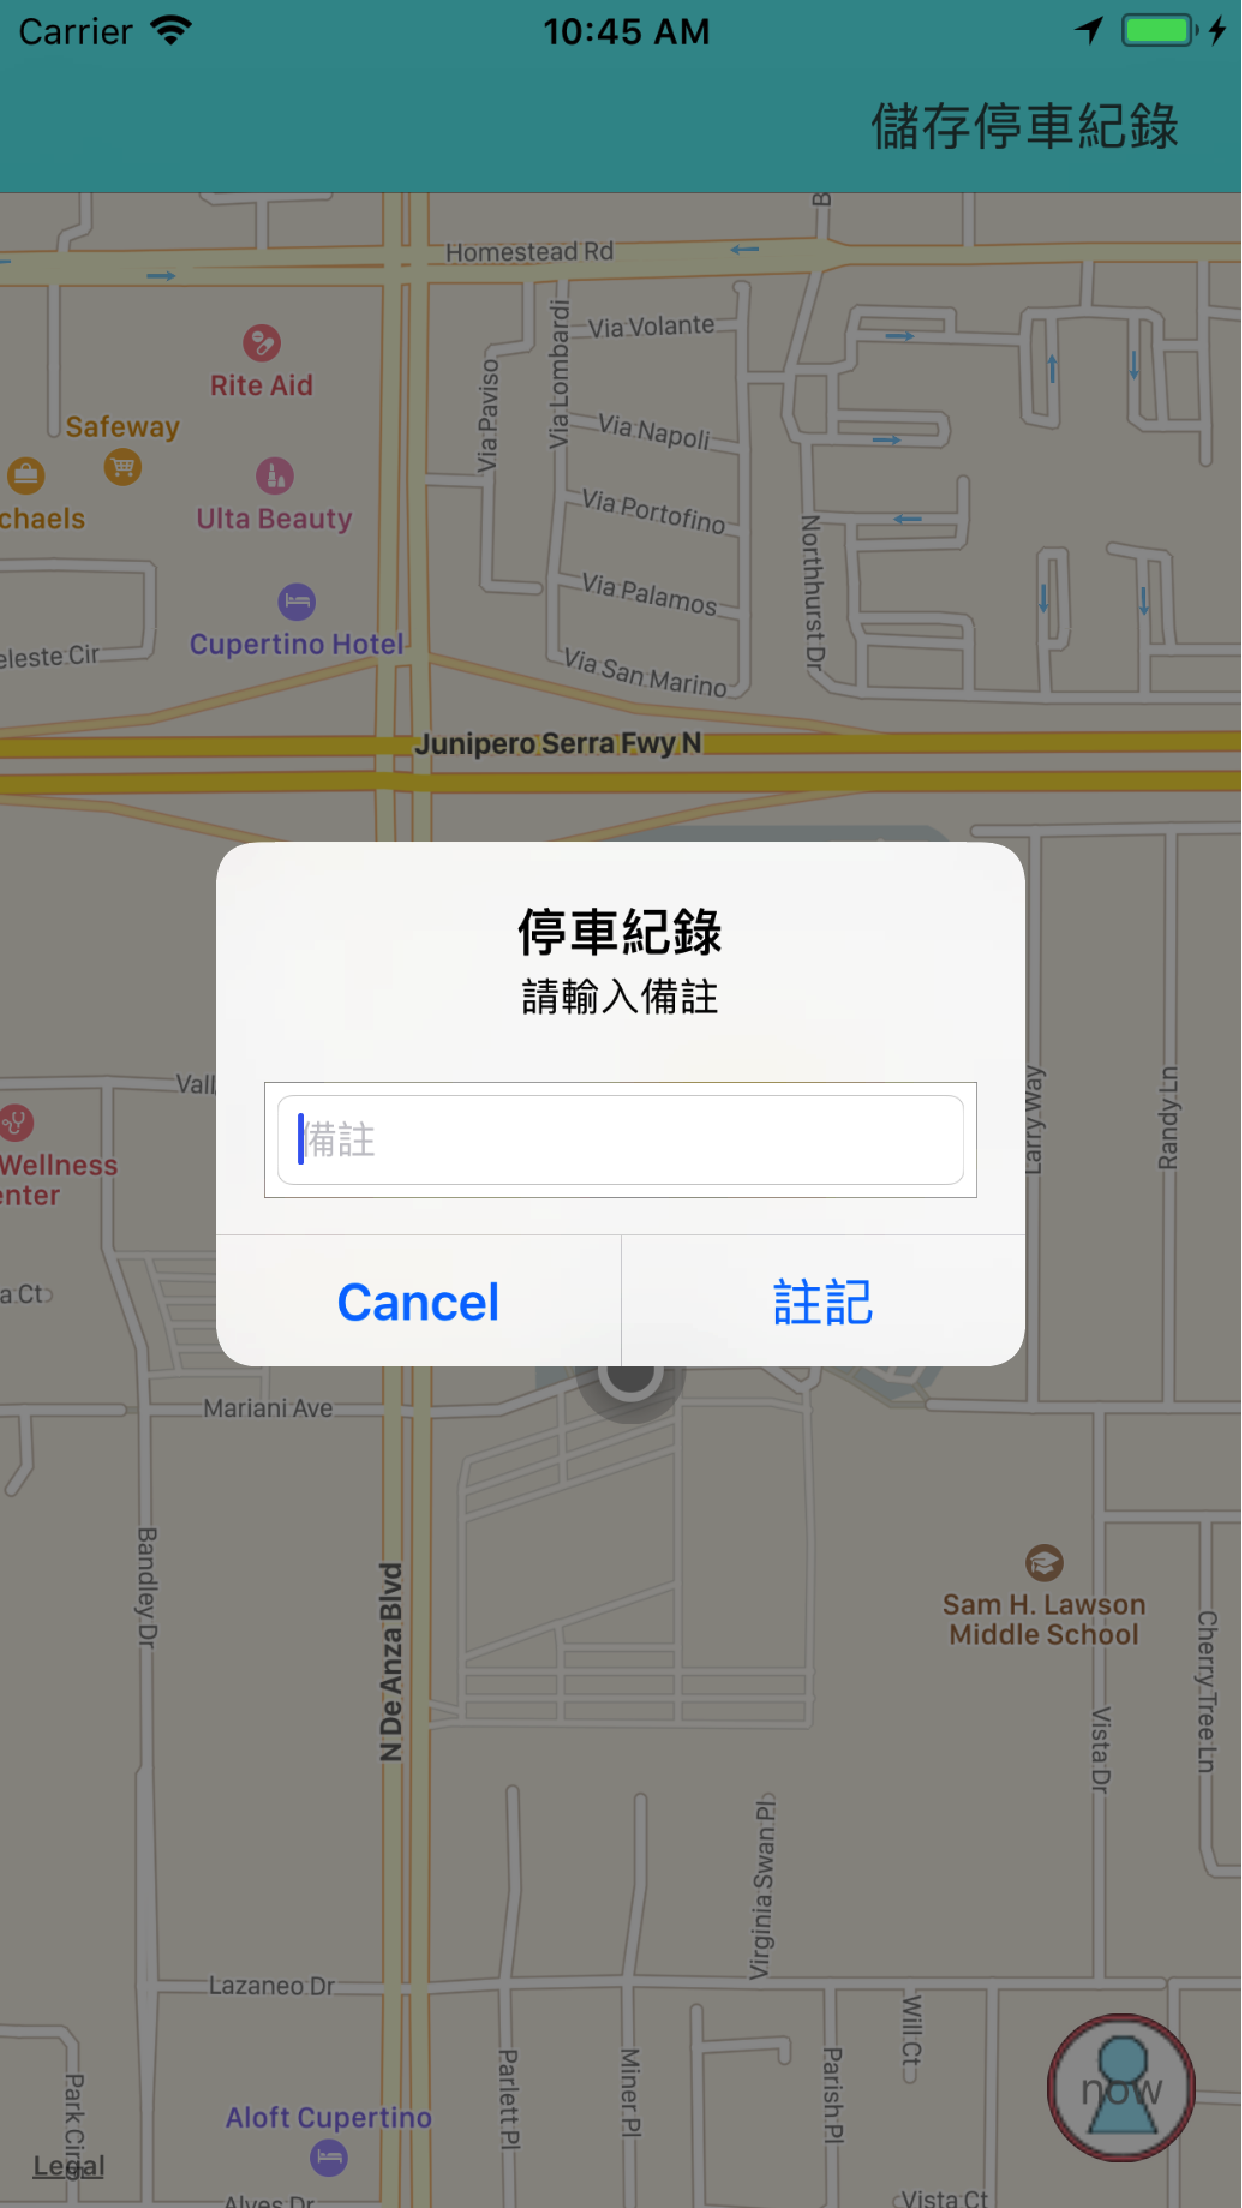 Carrier
10:45 AM
儲存停車紀錄
Homestead Rd
B
Via Volante
Via Lombardi
Via Paviso
Rite Aid
Safeway
Via Napoli
chaels
Ulta Beauty
Via Portofino
Northhurst Dr
Via Palamos
Cupertino Hotel
eleste Cir
Via San Marino
Junipero Serra Fwy N
停車紀錄
請輸入備註
Vall
Larry Way
Randy Ln
備註
Wellness
enter
a Ct
Cancel
註記
Mariani Ave
Bandley Dr
N De Anza Blvd
Sam H. Lawson
Middle School
Cherry Tree Ln
Vista Dr
Virginia Swan Pl
Lazaneo Dr
Will Ct
Parlett Pl
Miner Pl
Parish Pl
now
Park Cir
Aloft Cupertino
Legal
Alves Dr
Vista Ct